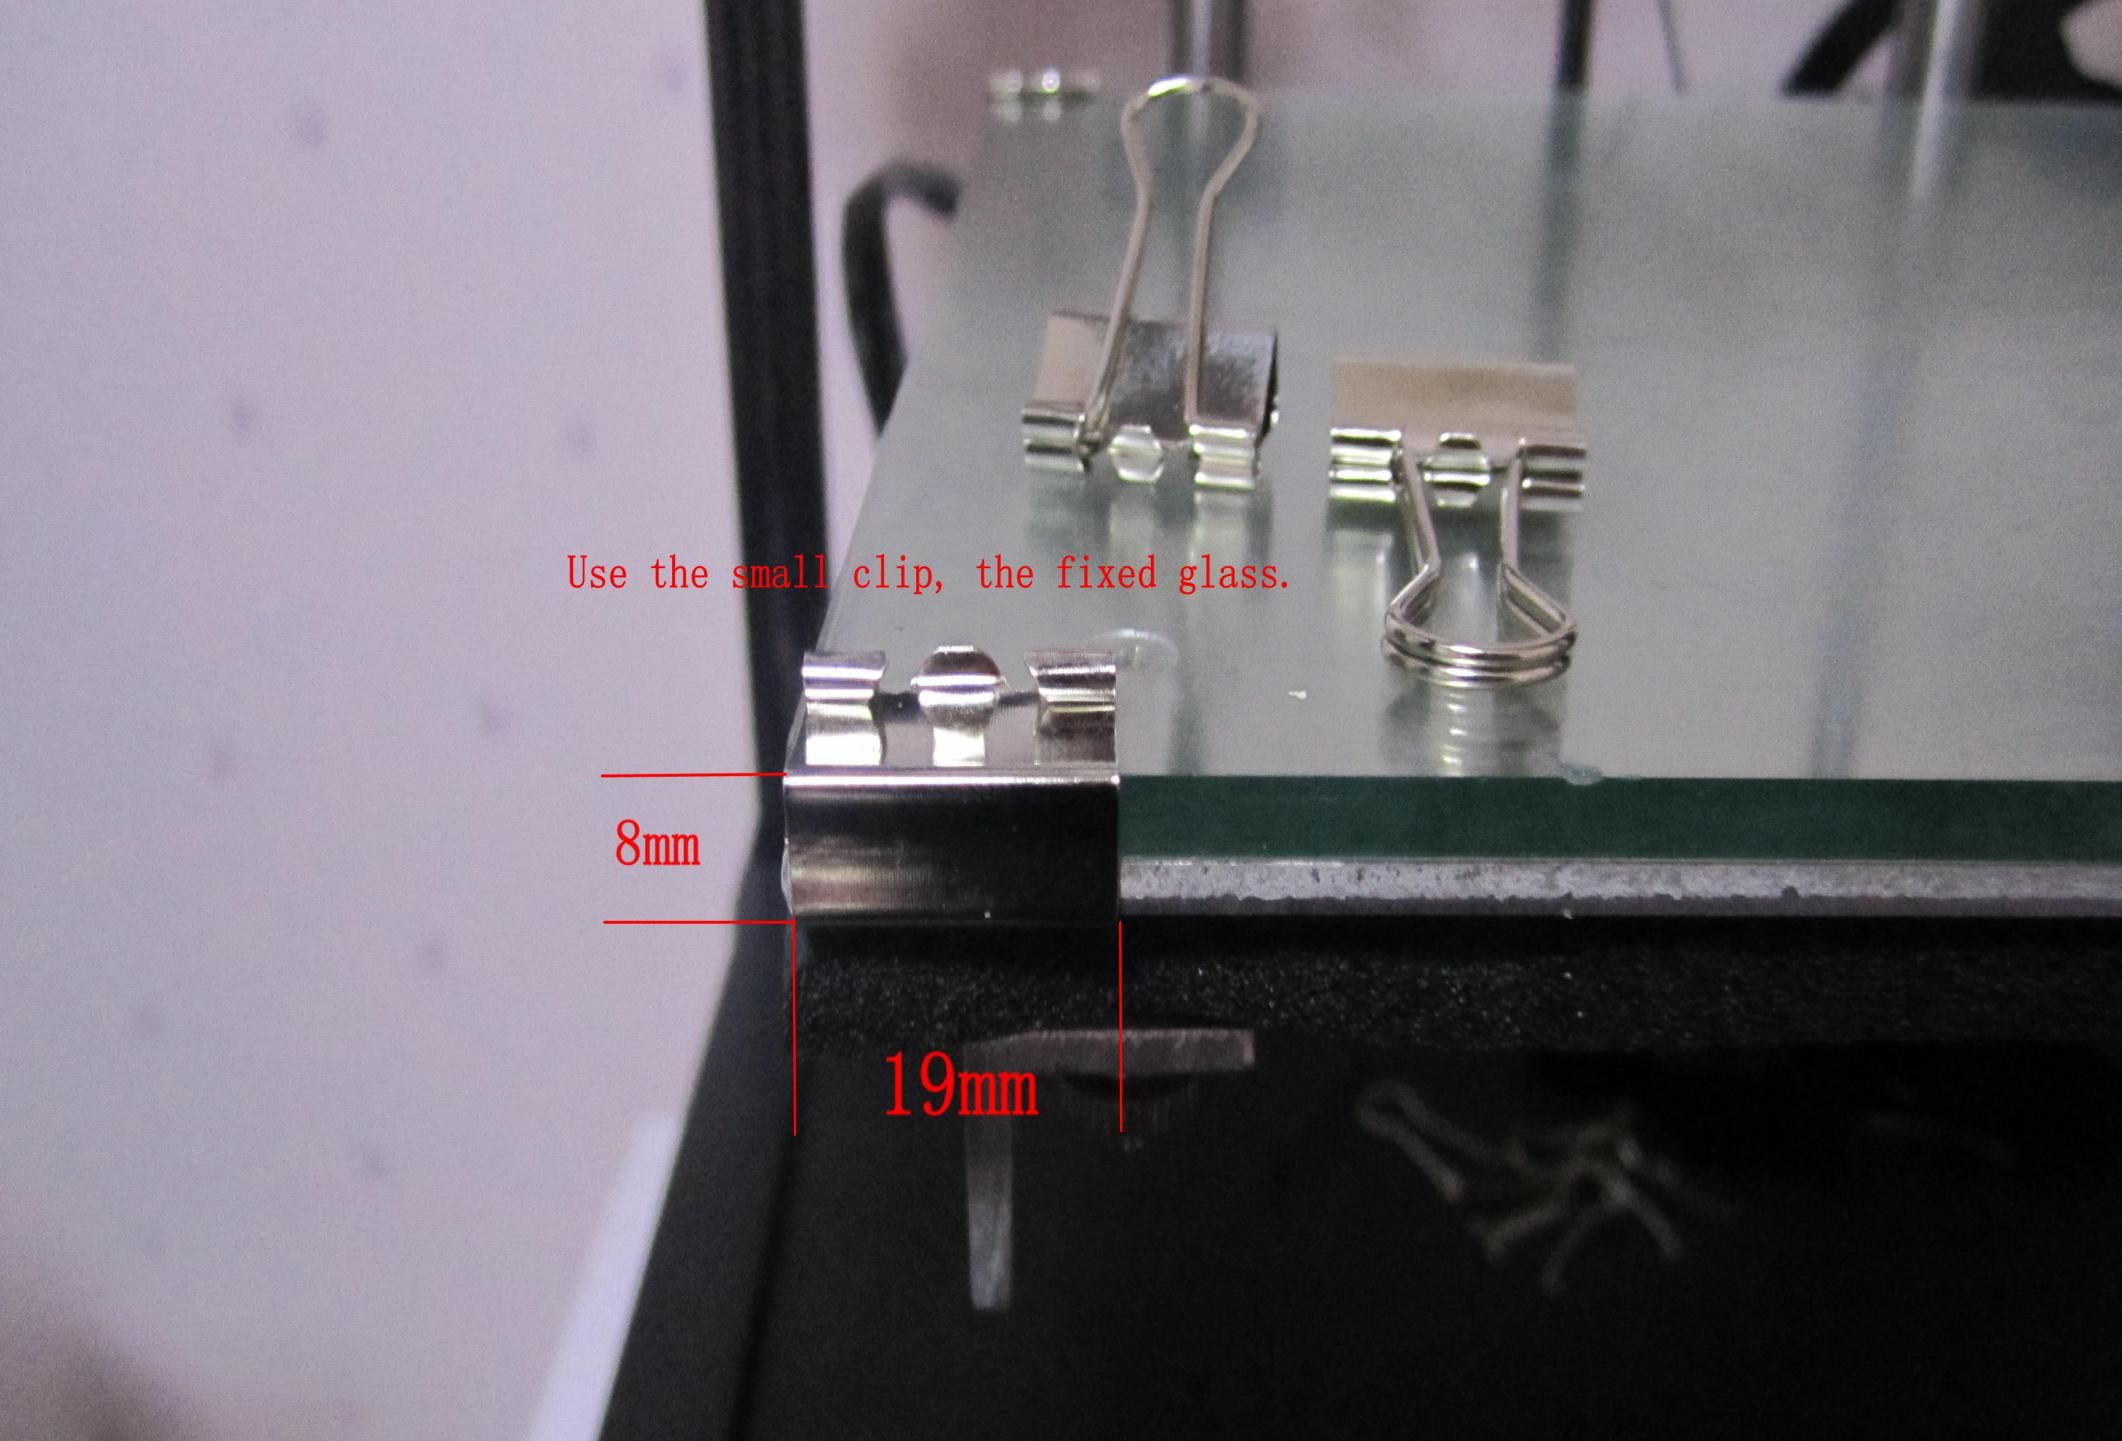 Use the small clip, the fixed glass.
8mm
19mm